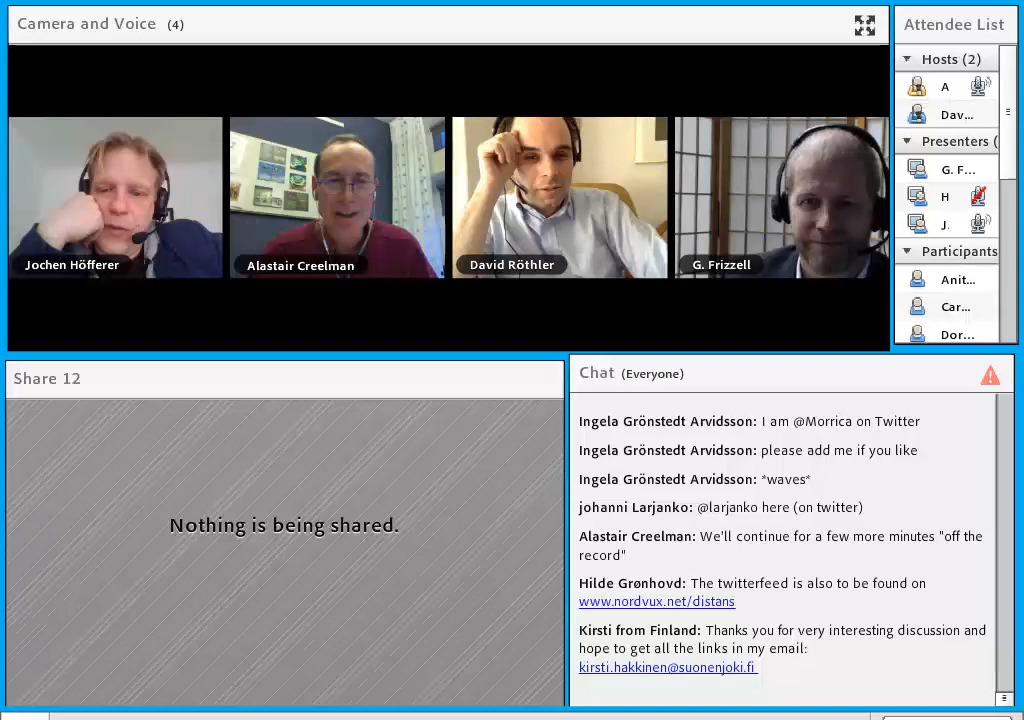 Camera and Voice (4)
Jochen Höfferer
Alastair Creelman
David Röthler
G. Frizzell
Attendee List
Hosts (2)
A
Dav...
Presenters (
G. F...
H
J.
Participants
Anit...
Car...
Dor...
Share 12
Nothing is being shared.
Chat (Everyone)
Ingela Grönstedt Arvidsson: I am @Morrica on Twitter
Ingela Grönstedt Arvidsson: please add me if you like
Ingela Grönstedt Arvidsson: *waves*
johanni Larjanko: @larjanko here (on twitter)
Alastair Creelman: We'll continue for a few more minutes "off the
record"
Hilde Grønhovd: The twitterfeed is also to be found on
www.nordvux.net/distans
Kirsti from Finland: Thanks you for very interesting discussion and
hope to get all the links in my email:
kirsti.hakkinen@suonenjoki.fi